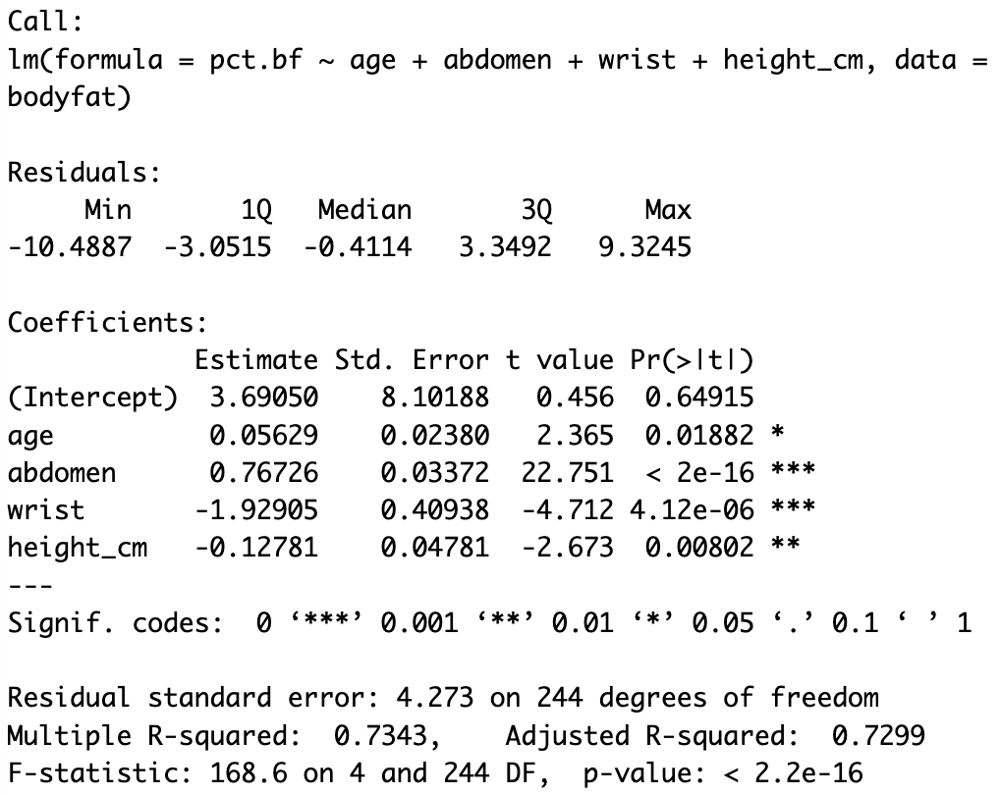 Call:
lm(formula = pct.bf ~ age + abdomen + wrist + height_cm, data =
bodyfat)

Residuals:
     Min       1Q   Median       3Q      Max
-10.4887  -3.0515  -0.4114   3.3492   9.3245

Coefficients:
            Estimate Std. Error t value Pr(>|t|)
(Intercept)  3.69050    8.10188   0.456  0.64915
age          0.05629    0.02380   2.365  0.01882 *
abdomen      0.76726    0.03372  22.751  < 2e-16 ***
wrist       -1.92905    0.40938  -4.712 4.12e-06 ***
height_cm   -0.12781    0.04781  -2.673  0.00802 **
---
Signif. codes:  0 ‘***’ 0.001 ‘**’ 0.01 ‘*’ 0.05 ‘.’ 0.1 ‘ ’ 1

Residual standard error: 4.273 on 244 degrees of freedom
Multiple R-squared:  0.7343,    Adjusted R-squared:  0.7299
F-statistic: 168.6 on 4 and 244 DF,  p-value: < 2.2e-16